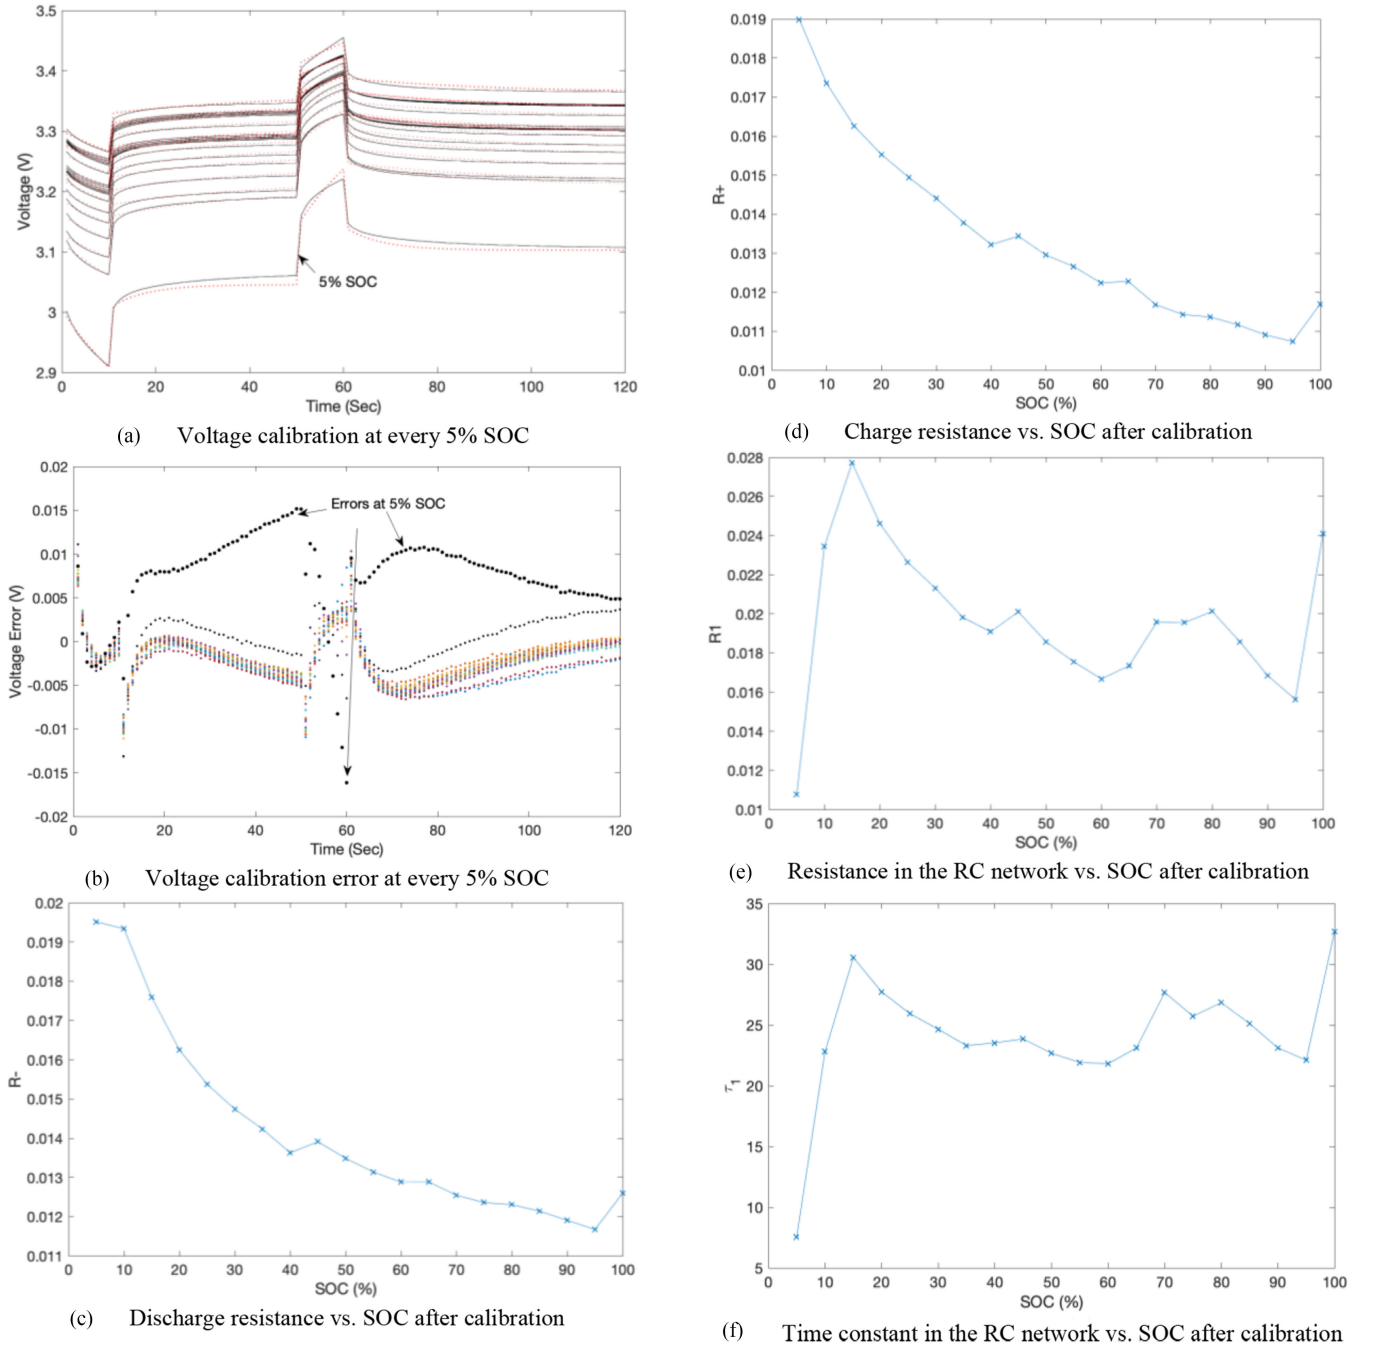 3.5
3.4
3.3
3.2
3.1
3
2.9
Voltage (V)
5% SOC
0 20 40 60 80 100 120
Time (Sec)
(a) Voltage calibration at every 5% SOC
0.02
0.015
0.01
0.005
0
-0.005
-0.01
-0.015
-0.02
Voltage Error (V)
Errors at 5% SOC
0 20 40 60 80 100 120
Time (Sec)
(b) Voltage calibration error at every 5% SOC
0.02
0.019
0.018
0.017
0.016
0.015
0.014
0.013
0.012
0.011
R-
0 10 20 30 40 50 60 70 80 90 100
SOC (%)
(c) Discharge resistance vs. SOC after calibration
0.019
0.018
0.017
0.016
0.015
0.014
0.013
0.012
0.011
0.01
R+
0 10 20 30 40 50 60 70 80 90 100
SOC (%)
(d) Charge resistance vs. SOC after calibration
0.028
0.026
0.024
0.022
0.02
0.018
0.016
0.014
0.012
0.01
R1
0 10 20 30 40 50 60 70 80 90 100
SOC (%)
(e) Resistance in the RC network vs. SOC after calibration
35
30
25
20
15
10
5
τ1
0 10 20 30 40 50 60 70 80 90 100
SOC (%)
(f) Time constant in the RC network vs. SOC after calibration